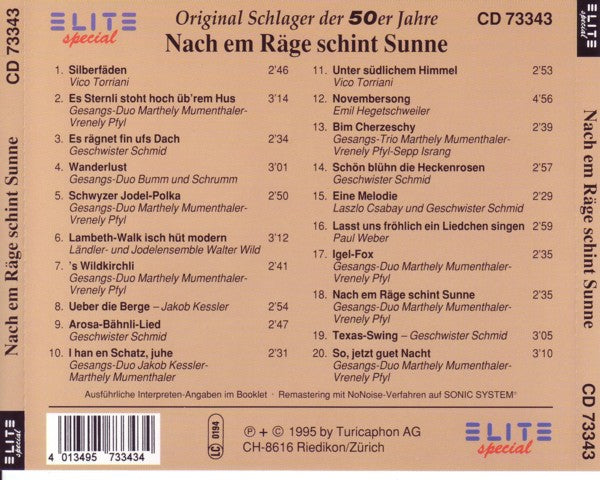 CD 73343
Nach em Räge schint Sunne
ELITE
special
ELITE
special
Original Schlager der 50er Jahre
CD 73343
Nach em Räge schint Sunne
1. Silberfäden 2'46
Vico Torriani
2. Es Sternli stoht hoch üb'rem Hus 3'14
Gesangs-Duo Marthely Mumenthaler-
Vrenely Pfyl
3. Es rägnet fin ufs Dach 2'34
Geschwister Schmid
4. Wanderlust 3'01
Gesangs-Duo Bumm und Schrumm
5. Schwyzer Jodel-Polka 2'50
Gesangs-Duo Marthely Mumenthaler-
Vrenely Pfyl
6. Lambeth-Walk isch hüt modern 3'12
Ländler- und Jodelensemble Walter Wild
7. 's Wildkirchli 2'41
Gesangs-Duo Marthely Mumenthaler-
Vrenely Pfyl
8. Ueber die Berge – Jakob Kessler 2'54
9. Arosa-Bähnli-Lied 2'47
Geschwister Schmid
10. I han en Schatz, juhe 2'31
Gesangs-Duo Jakob Kessler-
Marthely Mumenthaler
11. Unter südlichem Himmel 2'53
Vico Torriani
12. Novembersong 4'56
Emil Hegetschweiler
13. Bim Cherzeschy 2'39
Gesangs-Trio Marthely Mumenthaler-
Vrenely Pfyl-Sepp Israng
14. Schön blühn die Heckenrosen 2'57
Geschwister Schmid
15. Eine Melodie 2'29
Laszlo Csabay und Geschwister Schmid
16. Lasst uns fröhlich ein Liedchen singen 2'59
Paul Weber
17. Igel-Fox 2'35
Gesangs-Duo Marthely Mumenthaler-
Vrenely Pfyl
18. Nach em Räge schint Sunne 2'35
Gesangs-Duo Marthely Mumenthaler-
Vrenely Pfyl
19. Texas-Swing – Geschwister Schmid 3'05
20. So, jetzt guet Nacht 3'10
Gesangs-Duo Marthely Mumenthaler-
Vrenely Pfyl
Ausführliche Interpreten-Angaben im Booklet · Remastering mit NoNoise-Verfahren auf SONIC SYSTEM®
4 013495 733434
LC 0194
℗ + © 1995 by Turicaphon AG
CH-8616 Riedikon/Zürich
ELITE
special
ELITE
special
Nach em Räge schint Sunne
CD 73343